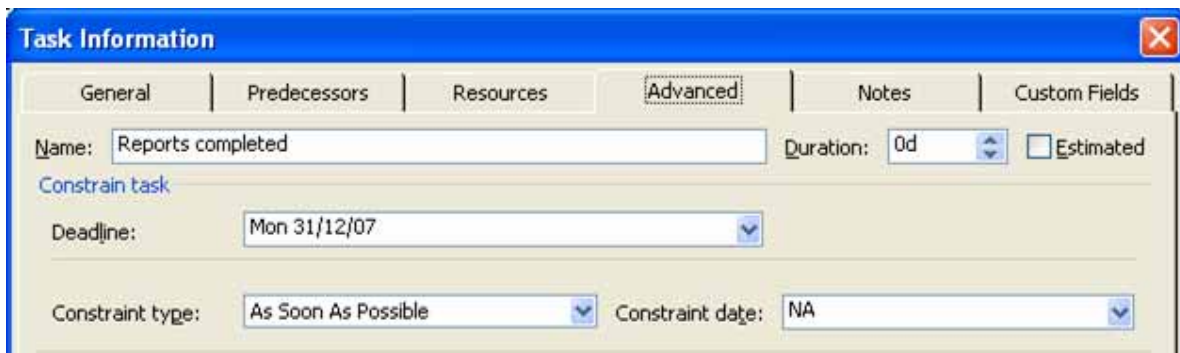 Task Information
General Predecessors Resources Advanced Notes Custom Fields
Name: Reports completed Duration: 0d Estimated
Constrain task
Deadline: Mon 31/12/07
Constraint type: As Soon As Possible Constraint date: NA